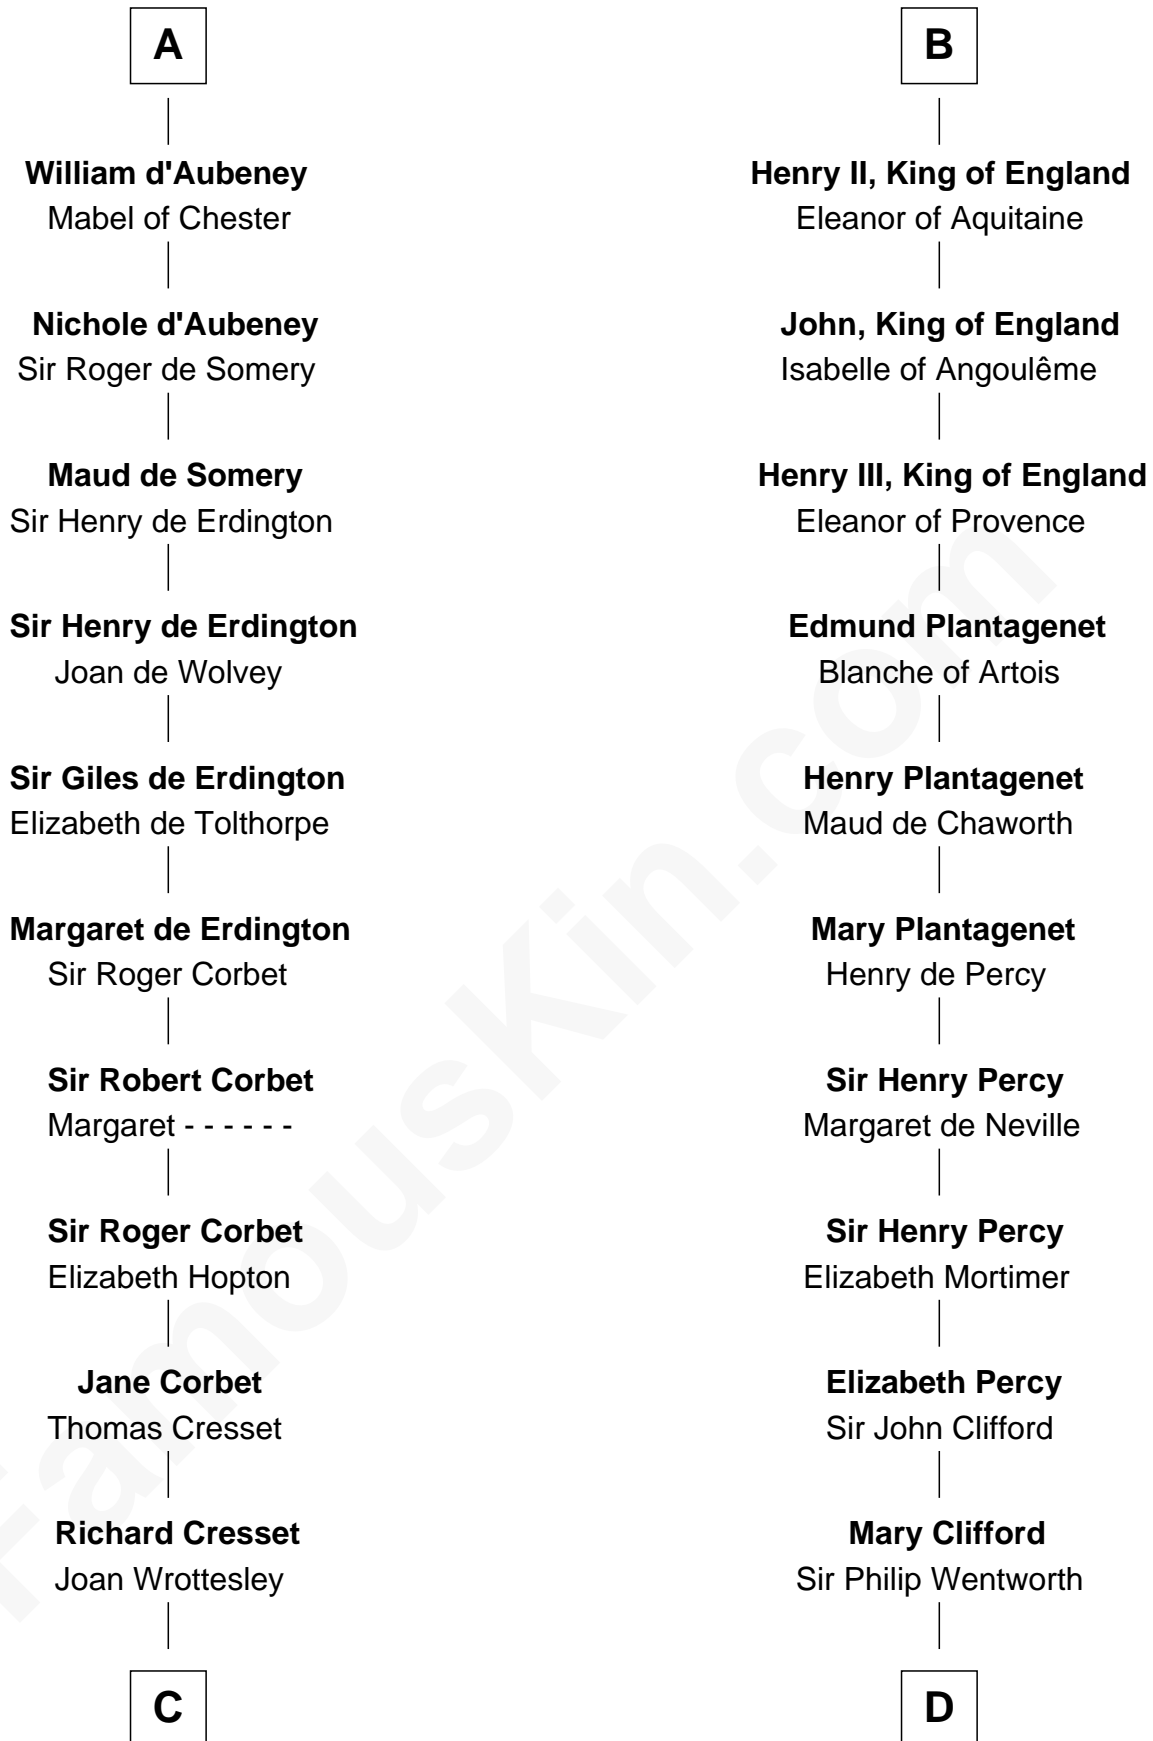 A
William d'Aubeney
Mabel of Chester
Nichole d'Aubeney
Sir Roger de Somery
Maud de Somery
Sir Henry de Erdington
Sir Henry de Erdington
Joan de Wolvey
Sir Giles de Erdington
Elizabeth de Tolthorpe
Margaret de Erdington
Sir Roger Corbet
Sir Robert Corbet
Margaret - - - - - -
Sir Roger Corbet
Elizabeth Hopton
Jane Corbet
Thomas Cresset
Richard Cresset
Joan Wrottesley
C
B
Henry II, King of England
Eleanor of Aquitaine
John, King of England
Isabelle of Angoulême
Henry III, King of England
Eleanor of Provence
Edmund Plantagenet
Blanche of Artois
Henry Plantagenet
Maud de Chaworth
Mary Plantagenet
Henry de Percy
Sir Henry Percy
Margaret de Neville
Sir Henry Percy
Elizabeth Mortimer
Elizabeth Percy
Sir John Clifford
Mary Clifford
Sir Philip Wentworth
D
FamousKin.com